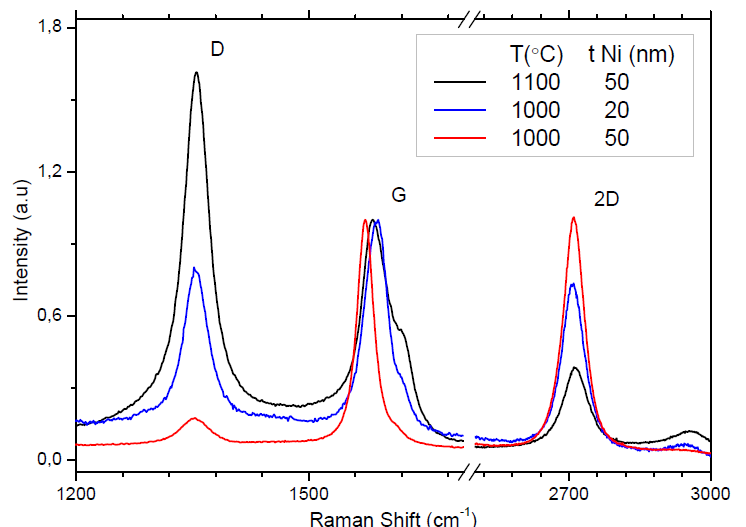 1,8
D
T(°C) t Ni (nm)
1100 50
1000 20
1000 50
1,2
G
2D
Intensity (a.u)
0,6
0,0
1200 1500 2700 3000
Raman Shift (cm⁻¹)